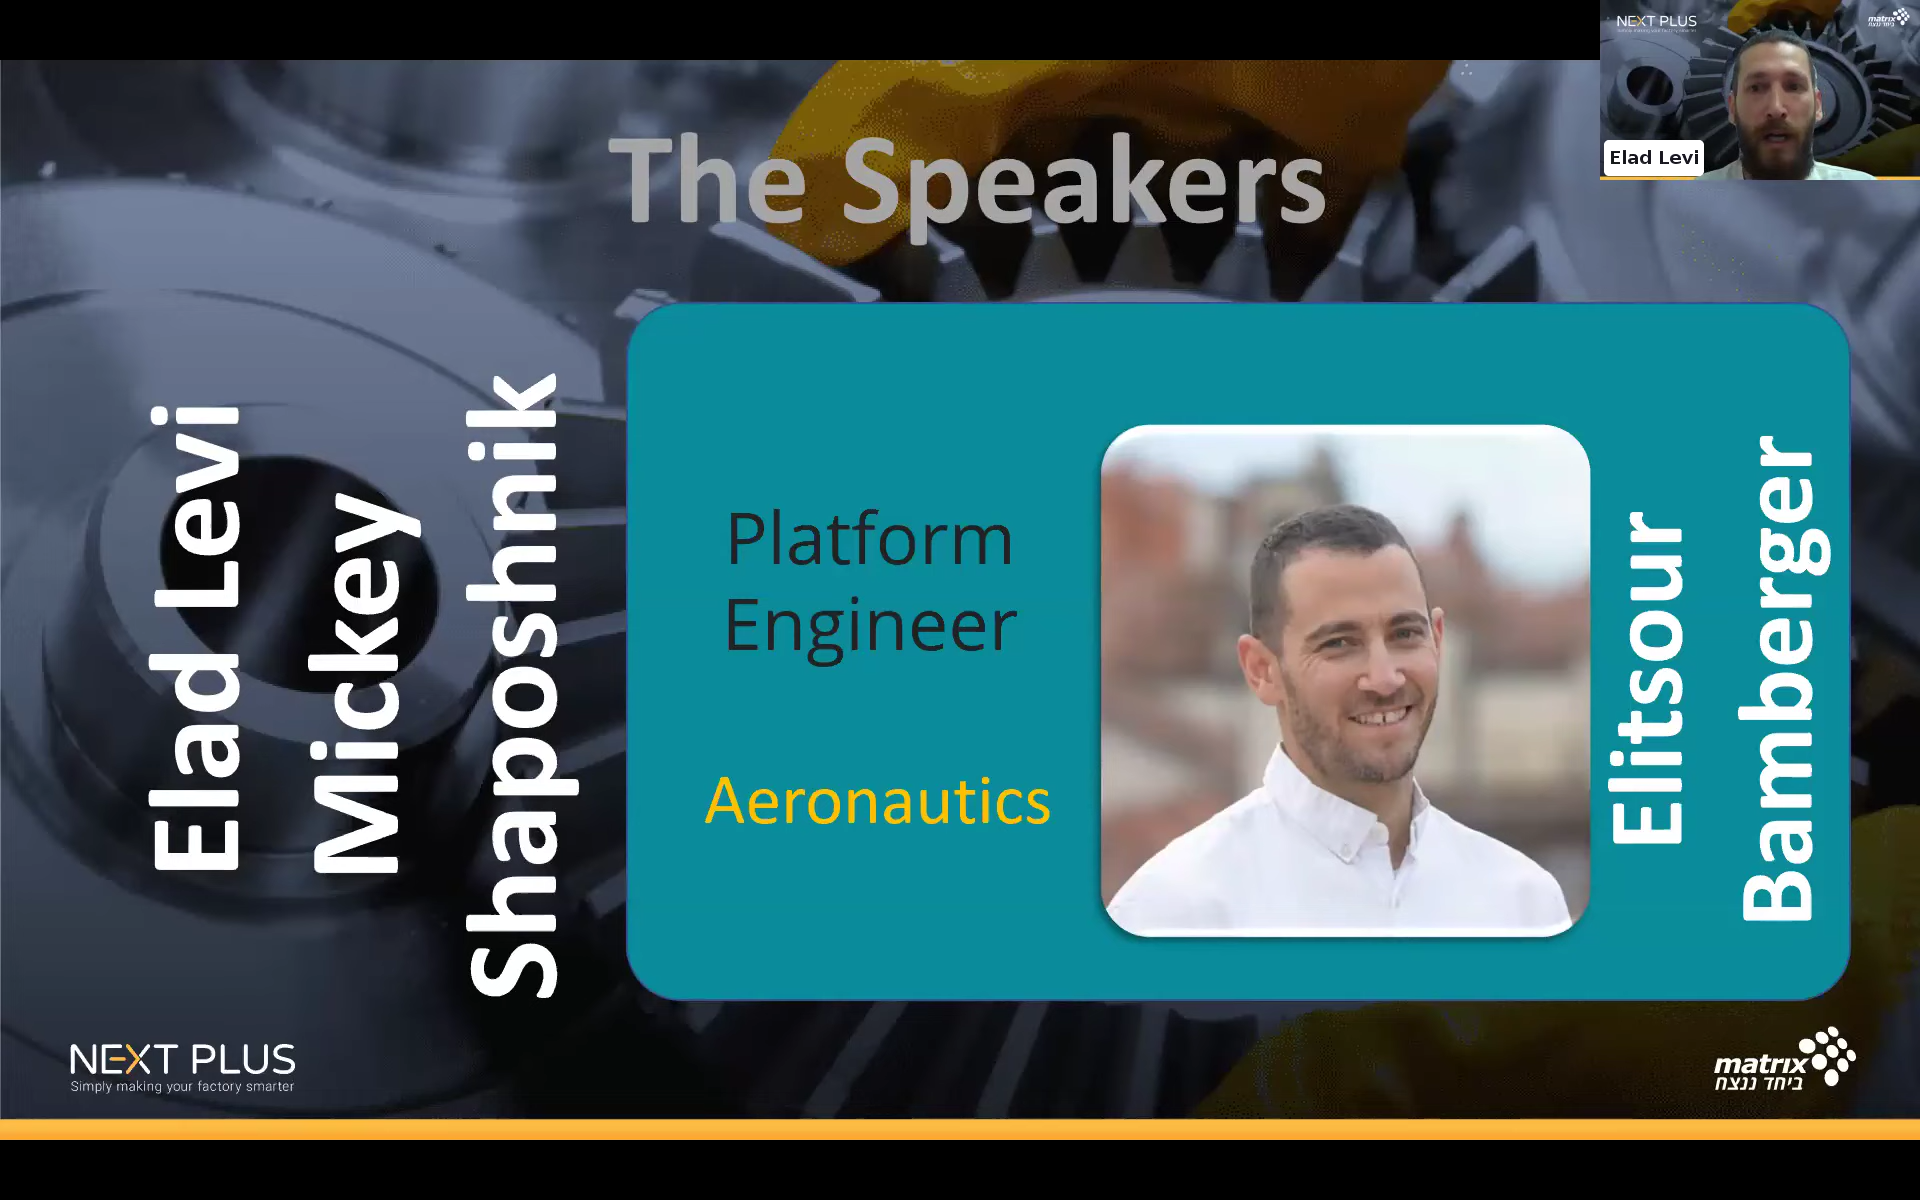 NEXT PLUS
matrix
Elad Levi
The Speakers
Elad Levi
Mickey
Shaposhnik
Platform
Engineer
Aeronautics
Elitsour
Bamberger
NEXT PLUS
Simply making your factory smarter
matrix
ביחד ננצח